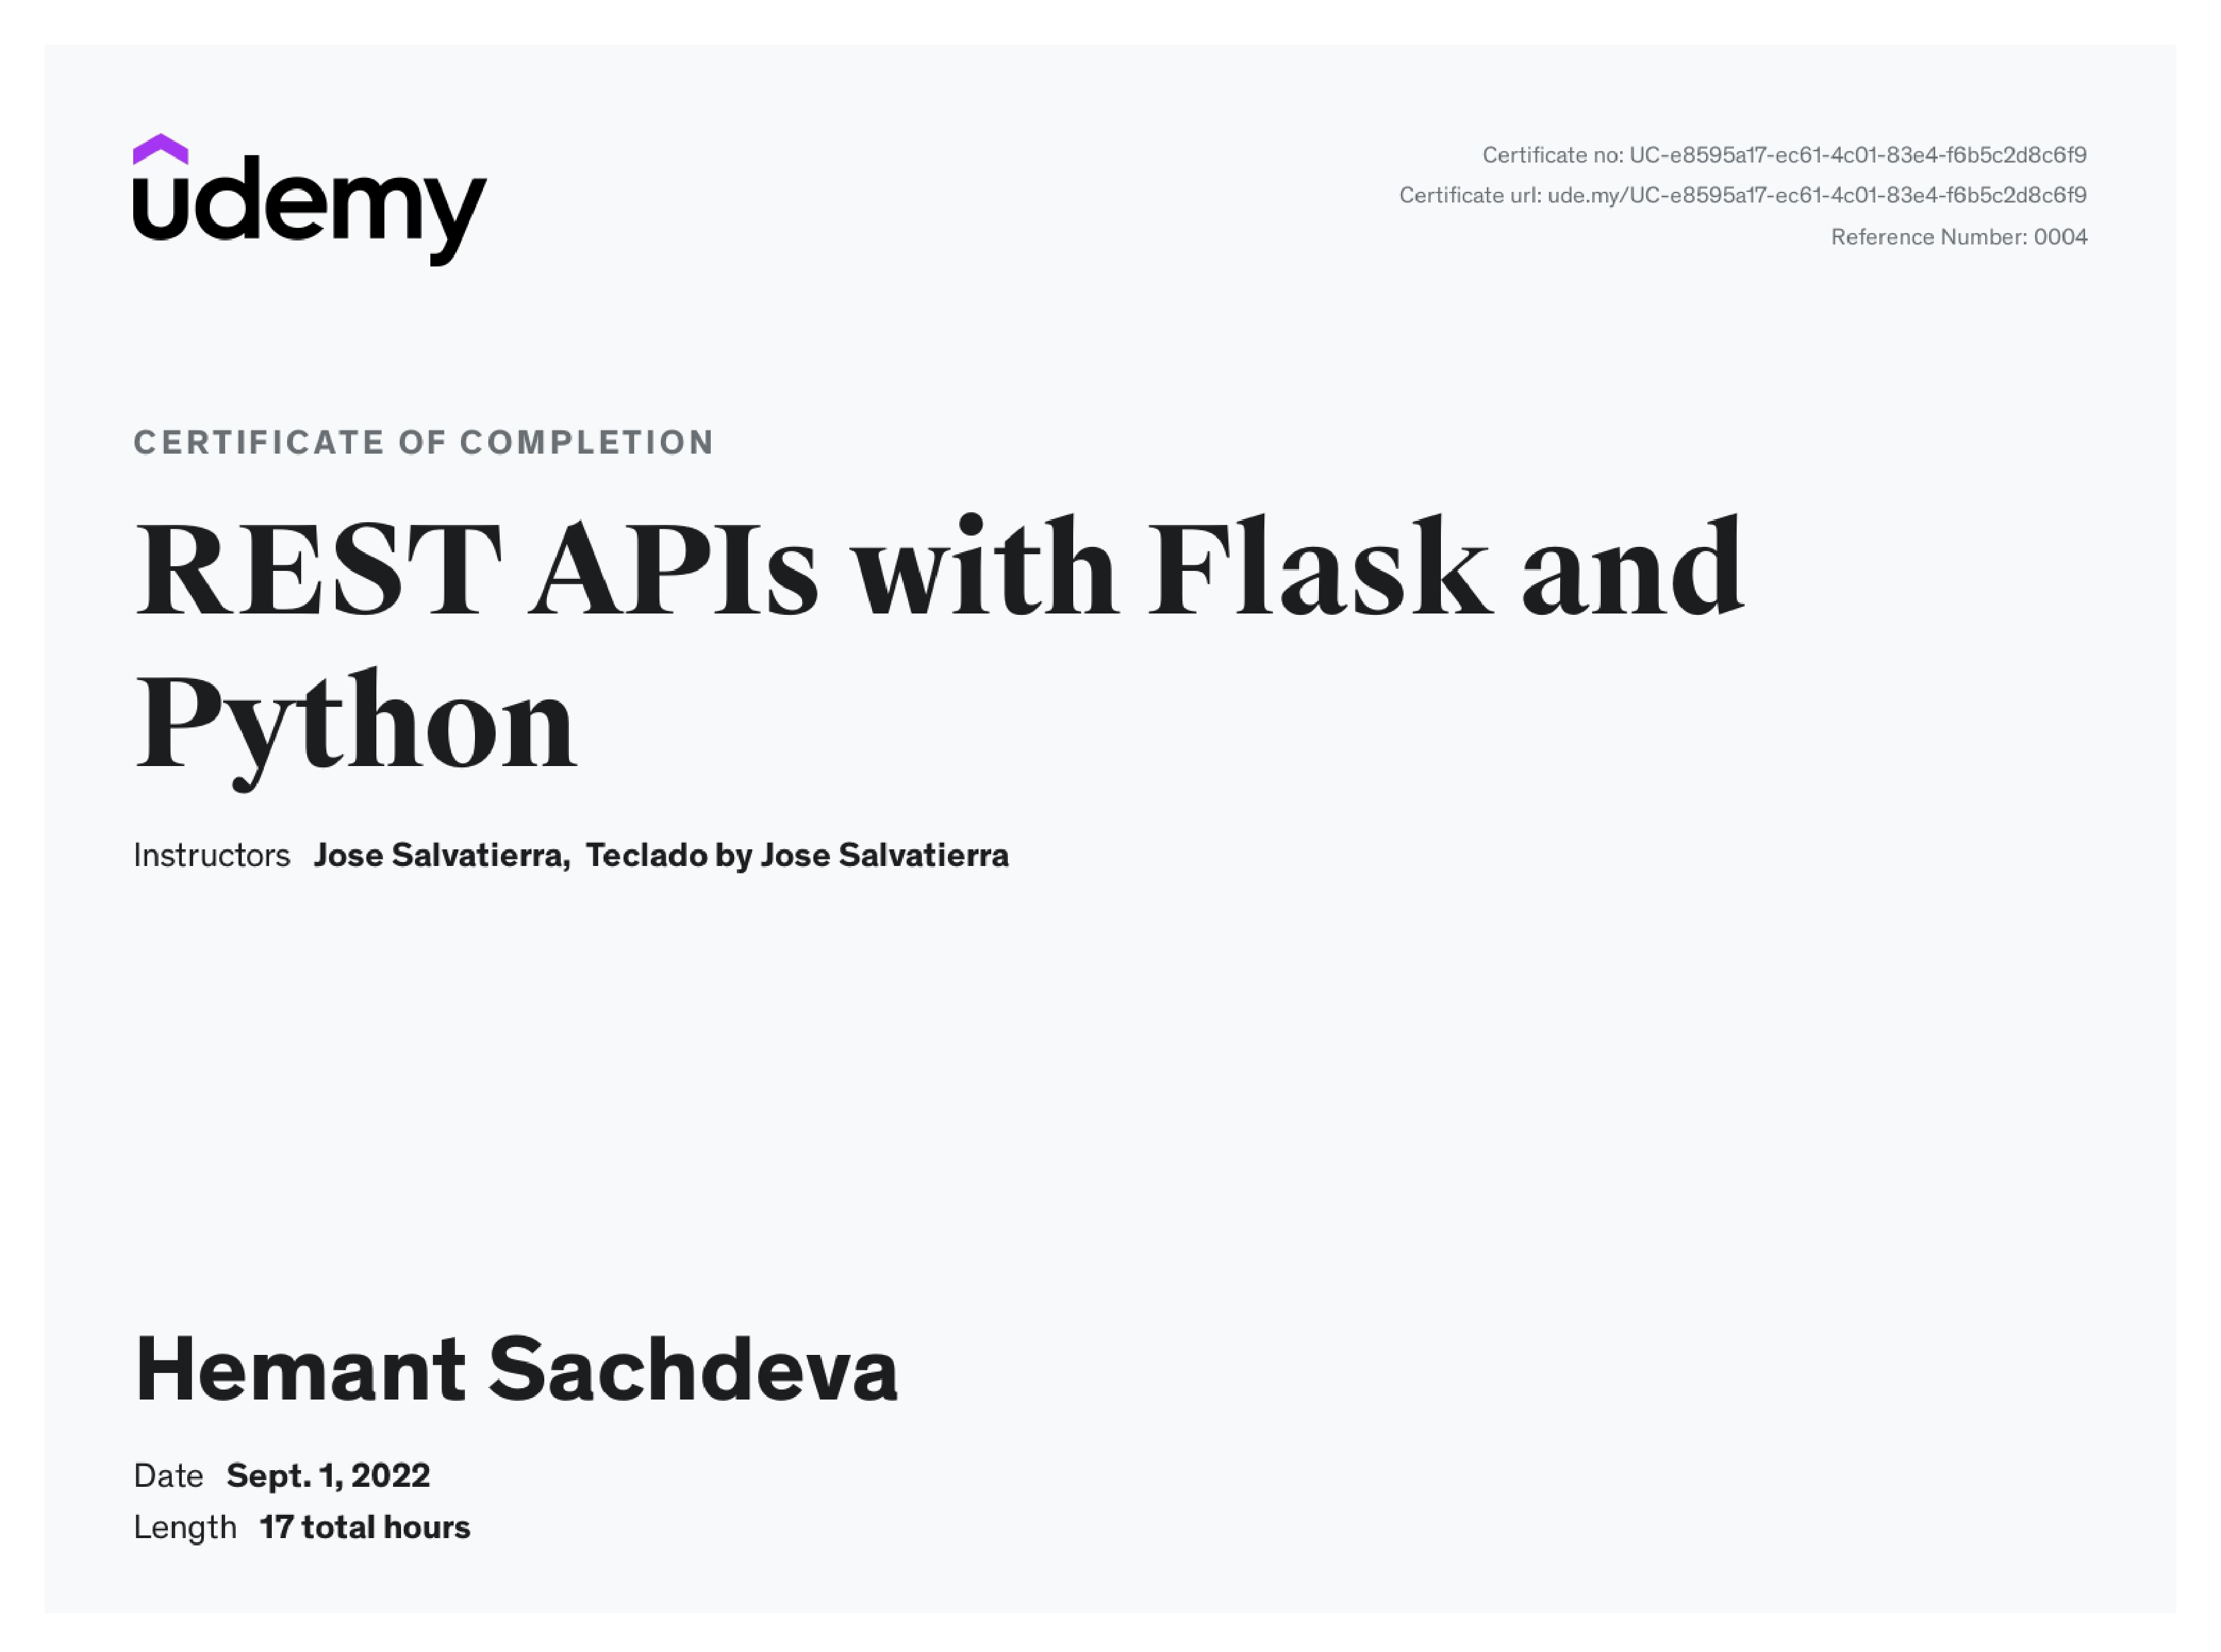 udemy
Certificate no: UC-e8595a17-ec61-4c01-83e4-f6b5c2d8c6f9
Certificate url: ude.my/UC-e8595a17-ec61-4c01-83e4-f6b5c2d8c6f9
Reference Number: 0004
CERTIFICATE OF COMPLETION
REST APIs with Flask and
Python
Instructors Jose Salvatierra, Teclado by Jose Salvatierra
Hemant Sachdeva
Date Sept. 1, 2022
Length 17 total hours